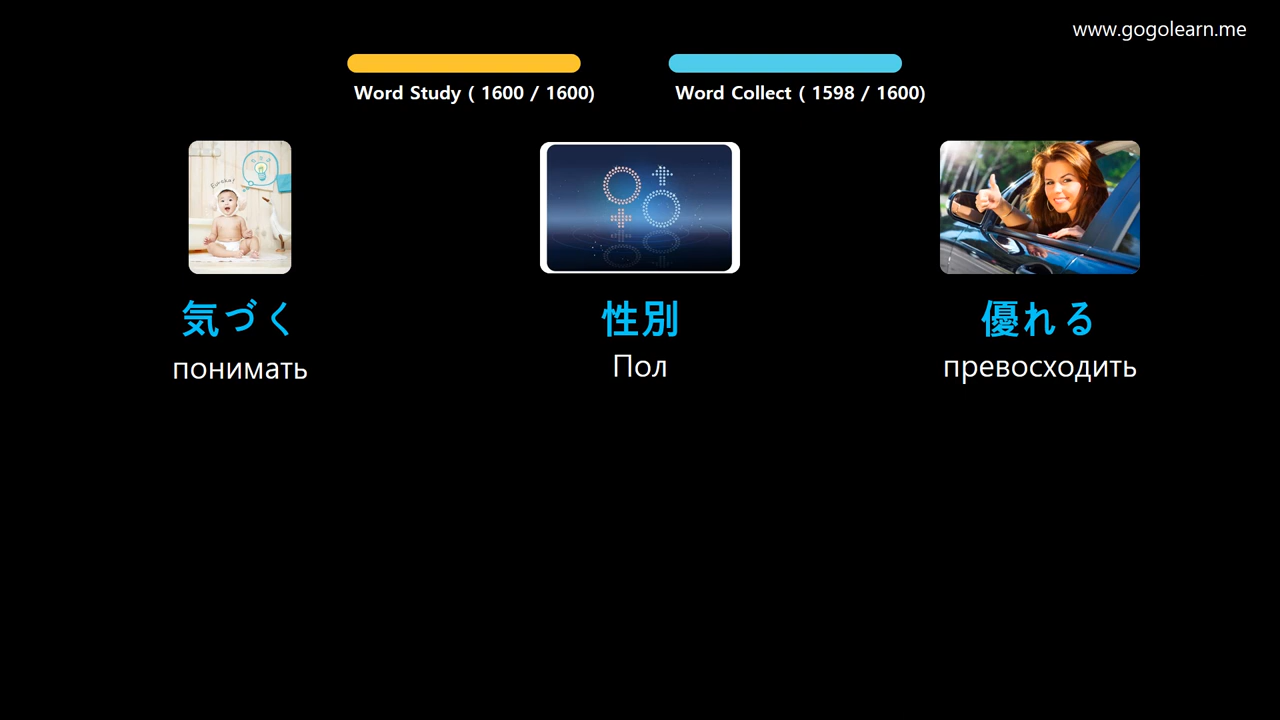 www.gogolearn.me
Word Study ( 1600 / 1600)
Word Collect ( 1598 / 1600)
Eureka!
気づく
性別
優れる
понимать
Пол
превосходить